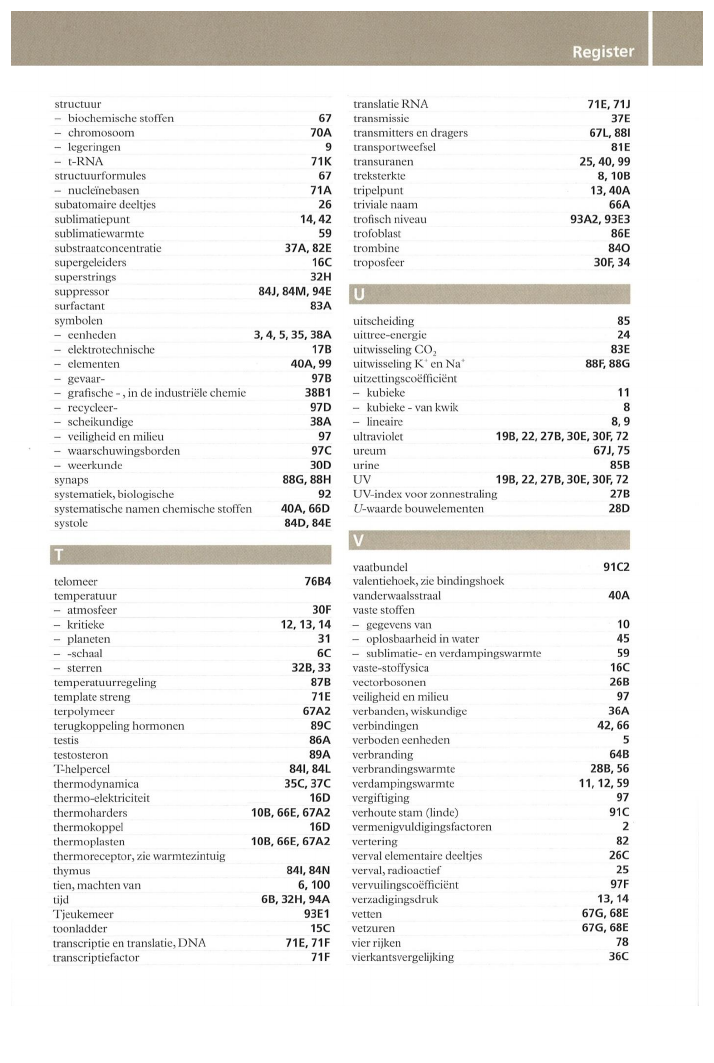 Register
structuur
– biochemische stoffen 67
– chromosoom 70A
– legeringen 9
– t-RNA 71K
structuurformules 67
– nucleïnebasen 71A
subatomaire deeltjes 26
sublimatiepunt 14, 42
sublimatiewarmte 59
substraatconcentratie 37A, 82E
supergeleiders 16C
superstrings 32H
suppressor 84J, 84M, 94E
surfactant 83A
symbolen
– eenheden 3, 4, 5, 35, 38A
– elektrotechnische 17B
– elementen 40A, 99
– gevaar- 97B
– grafische - , in de industriële chemie 38B1
– recycleer- 97D
– scheikundige 38A
– veiligheid en milieu 97
– waarschuwingsborden 97C
– weerkunde 30D
synaps 88G, 88H
systematiek, biologische 92
systematische namen chemische stoffen 40A, 66D
systole 84D, 84E
T
telomeer 76B4
temperatuur
– atmosfeer 30F
– kritieke 12, 13, 14
– planeten 31
– -schaal 6C
– sterren 32B, 33
temperatuurregeling 87B
template streng 71E
terpolymeer 67A2
terugkoppeling hormonen 89C
testis 86A
testosteron 89A
T-helpercel 84I, 84L
thermodynamica 35C, 37C
thermo-elektriciteit 16D
thermoharders 10B, 66E, 67A2
thermokoppel 16D
thermoplasten 10B, 66E, 67A2
thermoreceptor, zie warmtezintuig
thymus 84I, 84N
tien, machten van 6, 100
tijd 6B, 32H, 94A
Tjeukemeer 93E1
toonladder 15C
transcriptie en translatie, DNA 71E, 71F
transcriptiefactor 71F
translatie RNA 71E, 71J
transmissie 37E
transmitters en dragers 67L, 88I
transportweefsel 81E
transuranen 25, 40, 99
treksterkte 8, 10B
tripelpunt 13, 40A
triviale naam 66A
trofisch niveau 93A2, 93E3
trofoblast 86E
trombine 84O
troposfeer 30F, 34
U
uitscheiding 85
uittree-energie 24
uitwisseling CO₂ 83E
uitwisseling K⁺ en Na⁺ 88F, 88G
uitzettingscoëfficiënt
– kubieke 11
– kubieke - van kwik 8
– lineaire 8, 9
ultraviolet 19B, 22, 27B, 30E, 30F, 72
ureum 67J, 75
urine 85B
UV 19B, 22, 27B, 30E, 30F, 72
UV-index voor zonnestraling 27B
U-waarde bouwelementen 28D
V
vaatbundel 91C2
valentiehoek, zie bindingshoek
vanderwaalsstraal 40A
vaste stoffen
– gegevens van 10
– oplosbaarheid in water 45
– sublimatie- en verdampingswarmte 59
vaste-stoffysica 16C
vectorbosonen 26B
veiligheid en milieu 97
verbanden, wiskundige 36A
verbindingen 42, 66
verboden eenheden 5
verbranding 64B
verbrandingswarmte 28B, 56
verdampingswarmte 11, 12, 59
vergiftiging 97
verhoute stam (linde) 91C
vermenigvuldigingsfactoren 2
vertering 82
verval elementaire deeltjes 26C
verval, radioactief 25
vervuilingscoëfficiënt 97F
verzadigingsdruk 13, 14
vetten 67G, 68E
vetzuren 67G, 68E
vier rijken 78
vierkantsvergelijking 36C